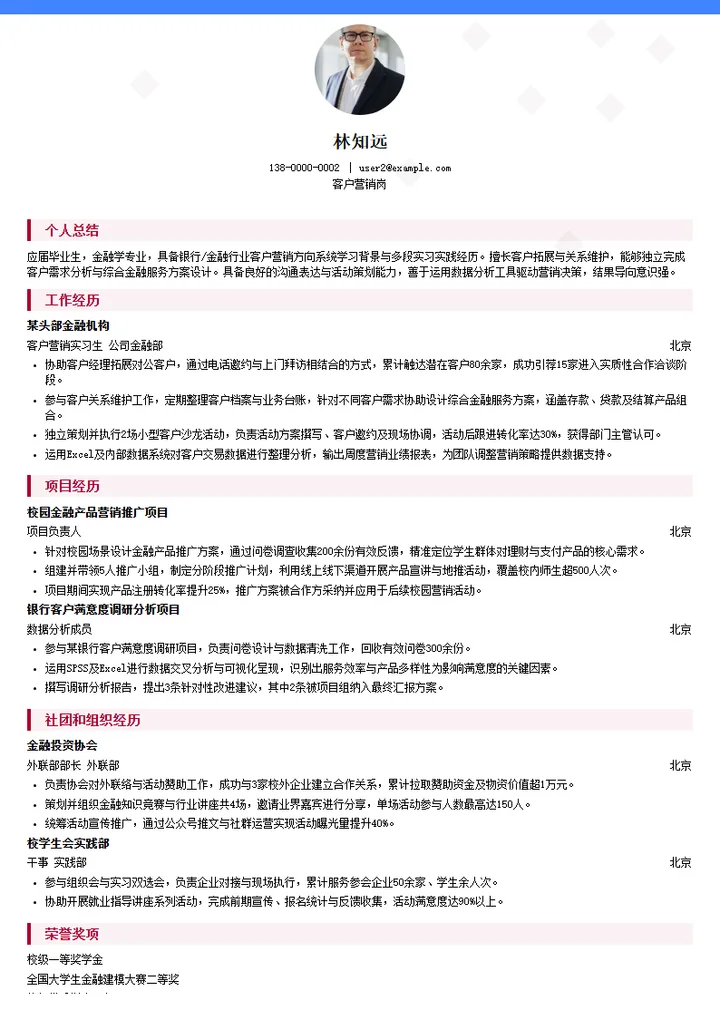 林知远
138-0000-0002 | user2@example.com
客户营销岗
个人总结
应届毕业生，金融学专业，具备银行/金融行业客户营销方向系统学习背景与多段实习实践经历。擅长客户拓展与关系维护，能够独立完成
客户需求分析与综合金融服务方案设计。具备良好的沟通表达与活动策划能力，善于运用数据分析工具驱动营销决策，结果导向意识强。
工作经历
某头部金融机构
客户营销实习生 公司金融部 北京
• 协助客户经理拓展对公客户，通过电话邀约与上门拜访相结合的方式，累计触达潜在客户80余家，成功引荐15家进入实质性合作洽谈阶
段。
• 参与客户关系维护工作，定期整理客户档案与业务台账，针对不同客户需求协助设计综合金融服务方案，涵盖存款、贷款及结算产品组
合。
• 独立策划并执行2场小型客户沙龙活动，负责活动方案撰写、客户邀约及现场协调，活动后跟进转化率达30%，获得部门主管认可。
• 运用Excel及内部数据系统对客户交易数据进行整理分析，输出周度营销业绩报表，为团队调整营销策略提供数据支持。
项目经历
校园金融产品营销推广项目
项目负责人 北京
• 针对校园场景设计金融产品推广方案，通过问卷调查收集200余份有效反馈，精准定位学生群体对理财与支付产品的核心需求。
• 组建并带领5人推广小组，制定分阶段推广计划，利用线上线下渠道开展产品宣讲与地推活动，覆盖校内师生超500人次。
• 项目期间实现产品注册转化率提升25%，推广方案被合作方采纳并应用于后续校园营销活动。
银行客户满意度调研分析项目
数据分析成员 北京
• 参与某银行客户满意度调研项目，负责问卷设计与数据清洗工作，回收有效问卷300余份。
• 运用SPSS及Excel进行数据交叉分析与可视化呈现，识别出服务效率与产品多样性为影响满意度的关键因素。
• 撰写调研分析报告，提出3条针对性改进建议，其中2条被项目组纳入最终汇报方案。
社团和组织经历
金融投资协会
外联部部长 外联部 北京
• 负责协会对外联络与活动赞助工作，成功与3家校外企业建立合作关系，累计拉取赞助资金及物资价值超1万元。
• 策划并组织金融知识竞赛与行业讲座共4场，邀请业界嘉宾进行分享，单场活动参与人数最高达150人。
• 统筹活动宣传推广，通过公众号推文与社群运营实现活动曝光量提升40%。
校学生会实践部
干事 实践部 北京
• 参与组织会与实习双选会，负责企业对接与现场执行，累计服务参会企业50余家、学生余人次。
• 协助开展就业指导讲座系列活动，完成前期宣传、报名统计与反馈收集，活动满意度达90%以上。
荣誉奖项
校级一等奖学金
全国大学生金融建模大赛二等奖